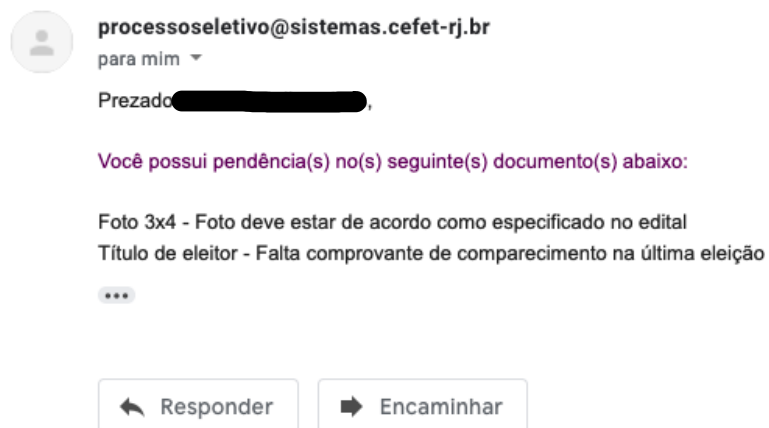 processoseletivo@sistemas.cefet-rj.br
para mim
Prezado ,
Você possui pendência(s) no(s) seguinte(s) documento(s) abaixo:
Foto 3x4 - Foto deve estar de acordo como especificado no edital
Título de eleitor - Falta comprovante de comparecimento na última eleição
Responder
Encaminhar